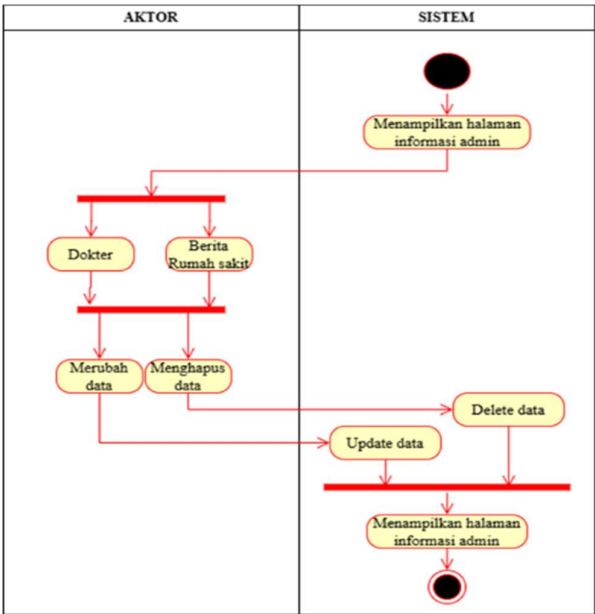 AKTOR
SISTEM
Menampilkan halaman
informasi admin
Dokter
Berita
Rumah sakit
Merubah
data
Menghapus
data
Delete data
Update data
Menampilkan halaman
informasi admin